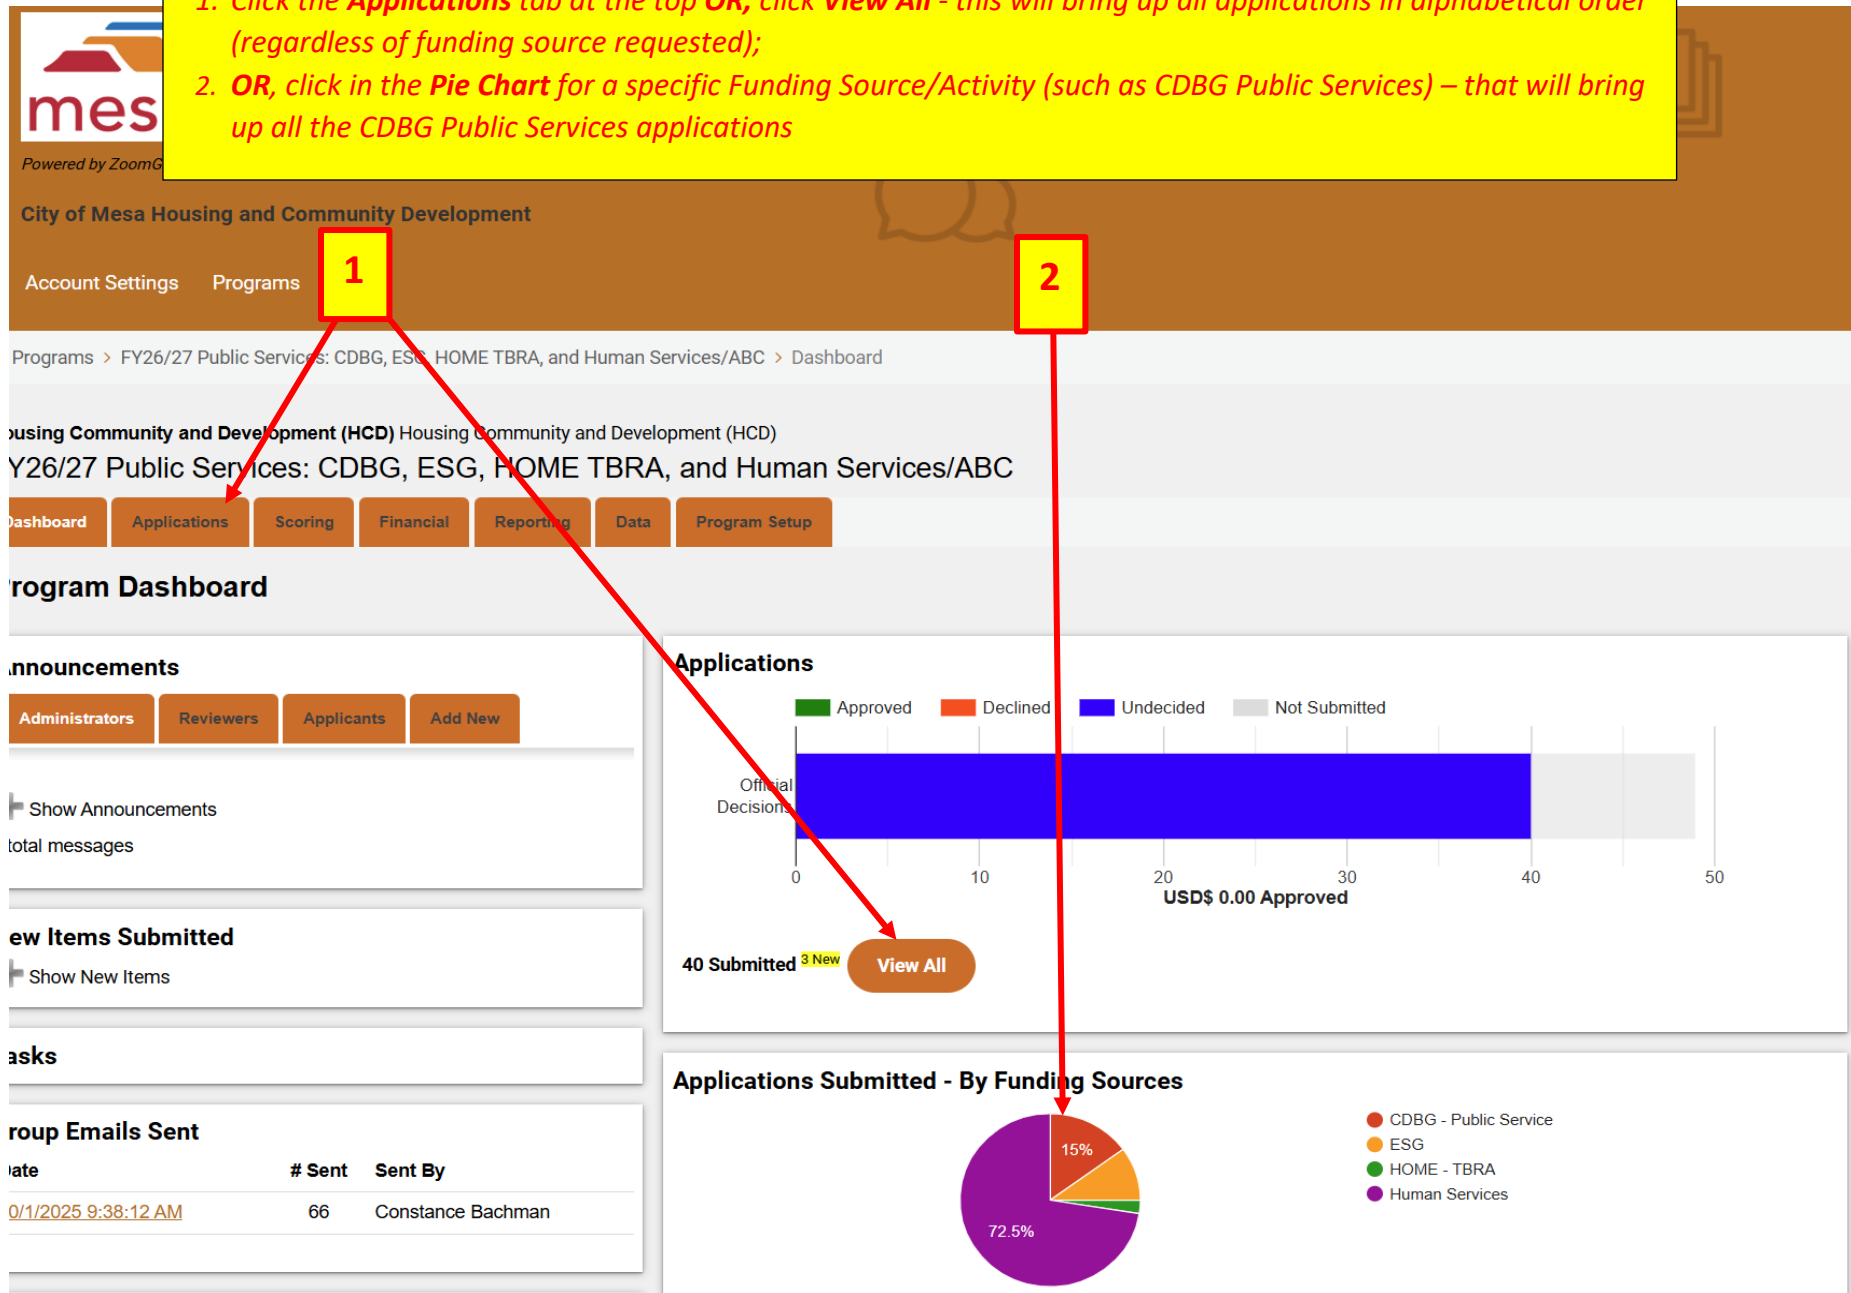 1. Click the Applications tab at the top OR, click View All - this will bring up all applications in alphabetical order
(regardless of funding source requested);
2. OR, click in the Pie Chart for a specific Funding Source/Activity (such as CDBG Public Services) – that will bring
up all the CDBG Public Services applications
mes
Powered by ZoomG
City of Mesa Housing and Community Development
1
2
Account Settings Programs
Programs > FY26/27 Public Services: CDBG, ESG, HOME TBRA, and Human Services/ABC > Dashboard
ousing Community and Development (HCD) Housing Community and Development (HCD)
Y26/27 Public Services: CDBG, ESG, HOME TBRA, and Human Services/ABC
Dashboard Applications Scoring Financial Reporting Data Program Setup
rogram Dashboard
nnouncements
Administrators Reviewers Applicants Add New
Show Announcements
total messages
ew Items Submitted
Show New Items
asks
roup Emails Sent
ate # Sent Sent By
0/1/2025 9:38:12 AM 66 Constance Bachman
Applications
Approved Declined Undecided Not Submitted
Official
Decisions
0 10 20 30 40 50
USD$ 0.00 Approved
40 Submitted 3 New View All
Applications Submitted - By Funding Sources
15%
72.5%
CDBG - Public Service
ESG
HOME - TBRA
Human Services